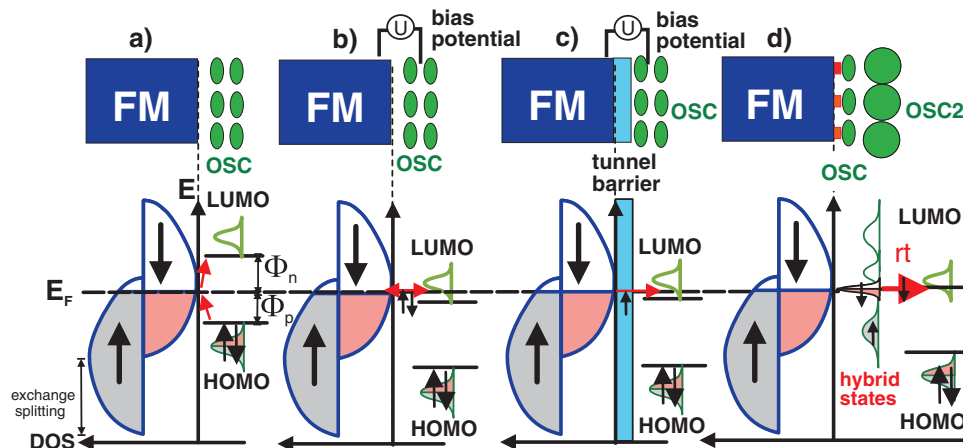 a)
FM
OSC
E
LUMO
Φn
EF
Φp
HOMO
exchange
splitting
DOS
b)
U
bias
potential
FM
OSC
LUMO
HOMO
c)
U
bias
potential
FM
OSC
tunnel
barrier
LUMO
HOMO
d)
FM
OSC2
OSC
LUMO
rt
hybrid
states
HOMO